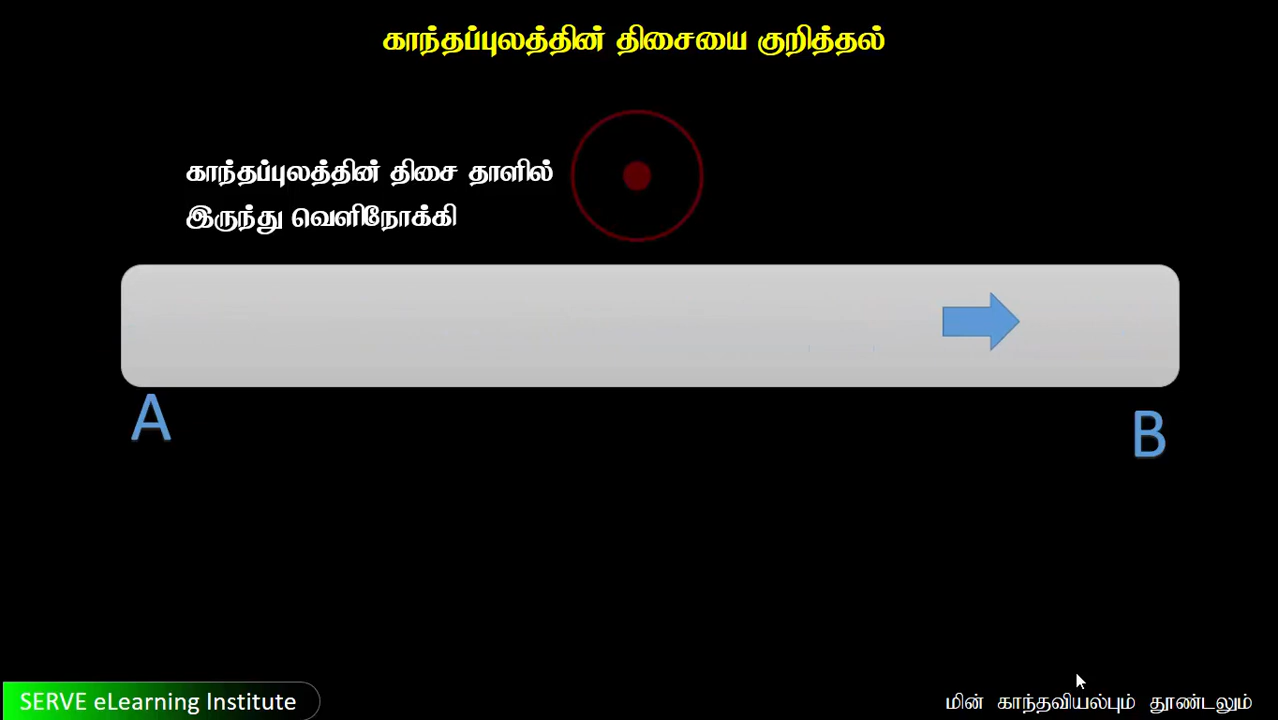 காந்தப்புலத்தின் திசையை குறித்தல்
காந்தப்புலத்தின் திசை தாளில்
இருந்து வெளிநோக்கி
A
B
SERVE eLearning Institute
மின் காந்தவியல்பும் தூண்டலும்